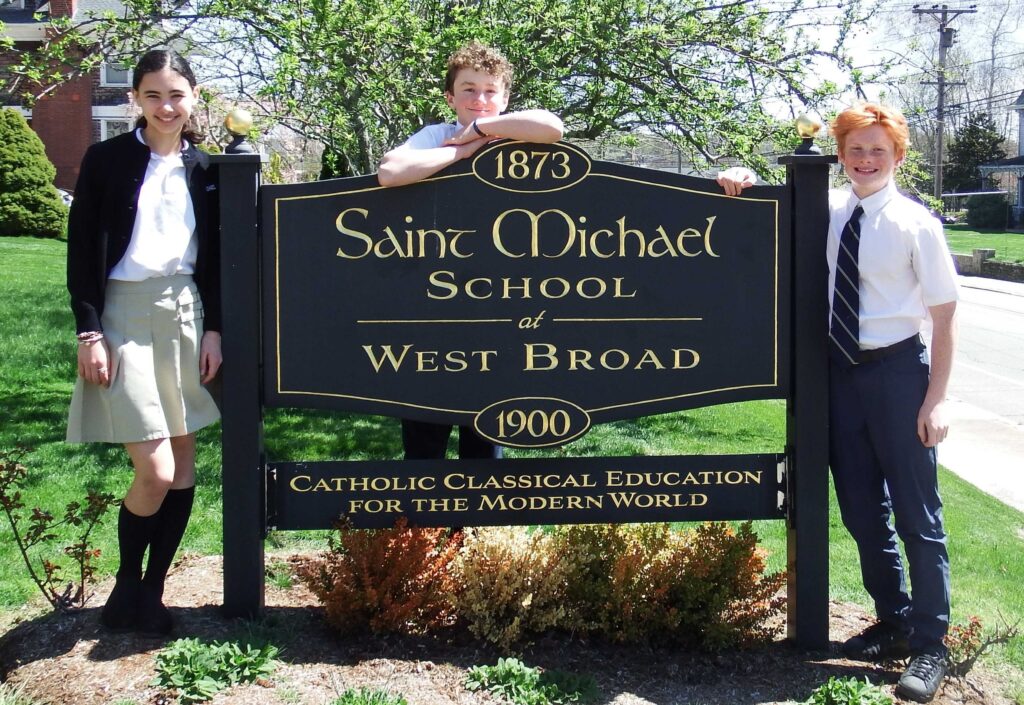 1873
Saint Michael
School
at
West Broad
1900
Catholic Classical Education
for the Modern World